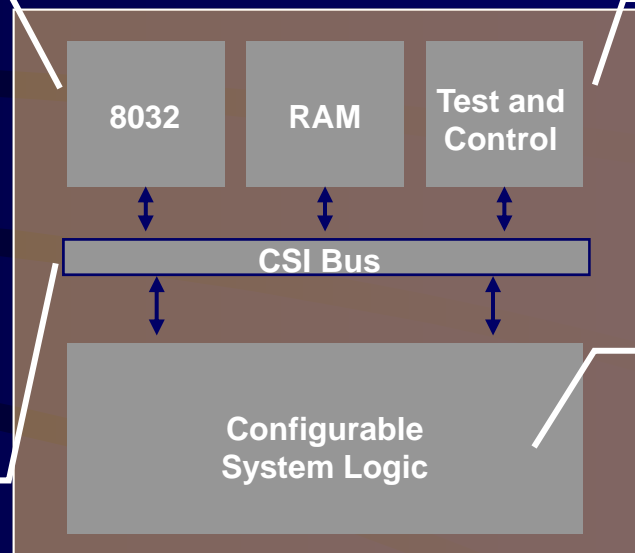 8032
RAM
Test and
Control
CSI Bus
Configurable
System Logic